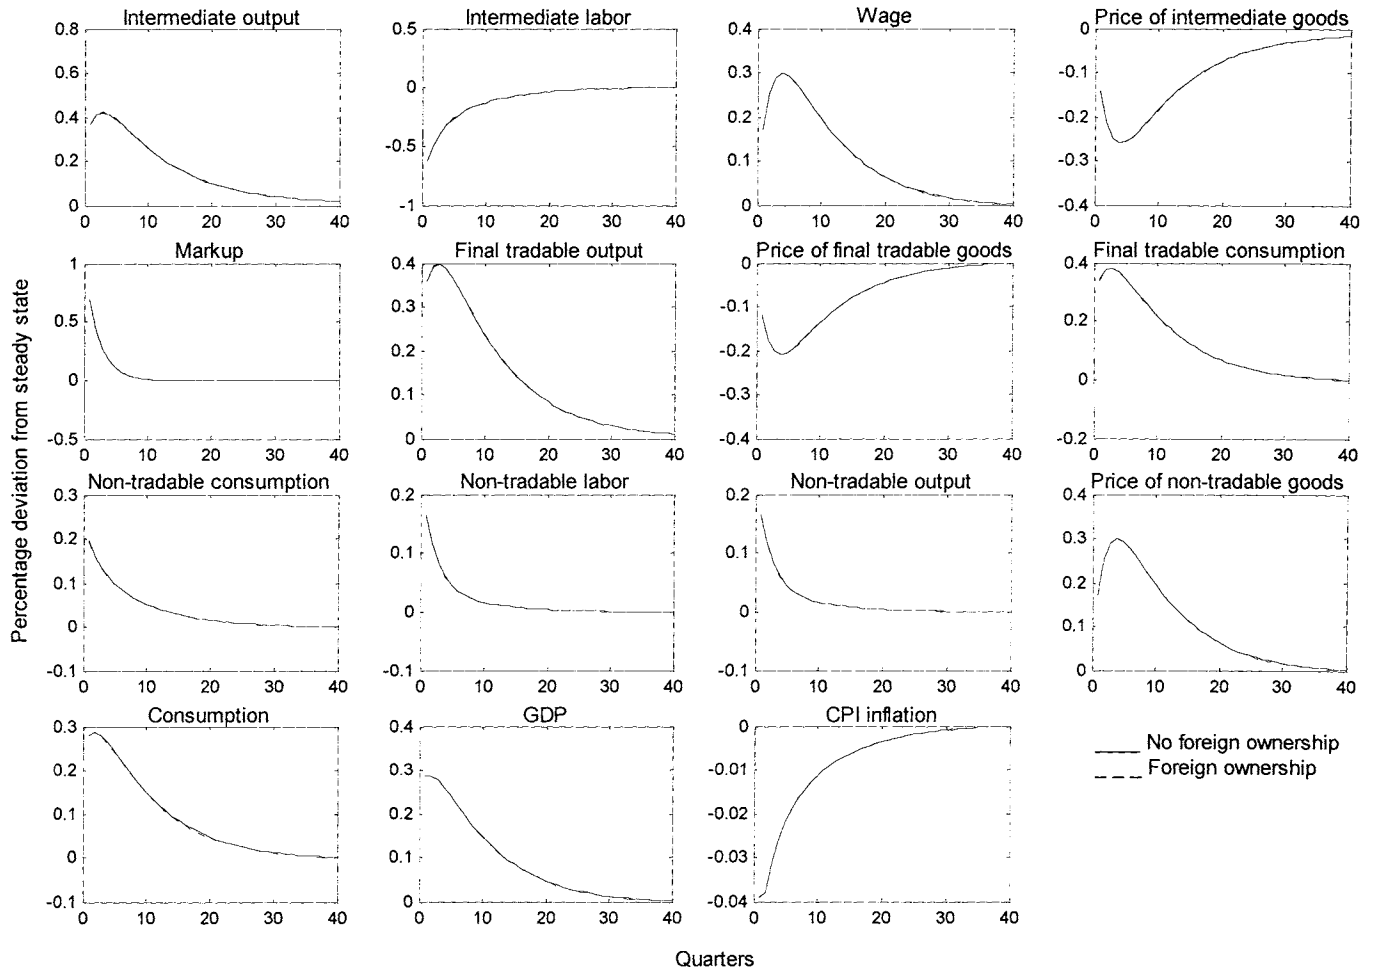 Intermediate output
Intermediate labor
Wage
Price of intermediate goods
0.8
0.6
0.4
0.2
0
0 10 20 30 40
0.5
0
-0.5
-1
0 10 20 30 40
0.4
0.3
0.2
0.1
0
0 10 20 30 40
0
-0.1
-0.2
-0.3
-0.4
0 10 20 30 40
Markup
Final tradable output
Price of final tradable goods
Final tradable consumption
1
0.5
0
-0.5
0 10 20 30 40
0.4
0.3
0.2
0.1
0
0 10 20 30 40
0
-0.1
-0.2
-0.3
-0.4
0 10 20 30 40
0.4
0.2
0
-0.2
0 10 20 30 40
Percentage deviation from steady state
Non-tradable consumption
Non-tradable labor
Non-tradable output
Price of non-tradable goods
0.3
0.2
0.1
0
-0.1
0 10 20 30 40
0.2
0.1
0
-0.1
0 10 20 30 40
0.2
0.1
0
-0.1
0 10 20 30 40
0.4
0.3
0.2
0.1
0
0 10 20 30 40
Consumption
GDP
CPI inflation
0.3
0.2
0.1
0
-0.1
0 10 20 30 40
0.4
0.3
0.2
0.1
0
0 10 20 30 40
0
-0.01
-0.02
-0.03
-0.04
0 10 20 30 40
No foreign ownership
Foreign ownership
Quarters